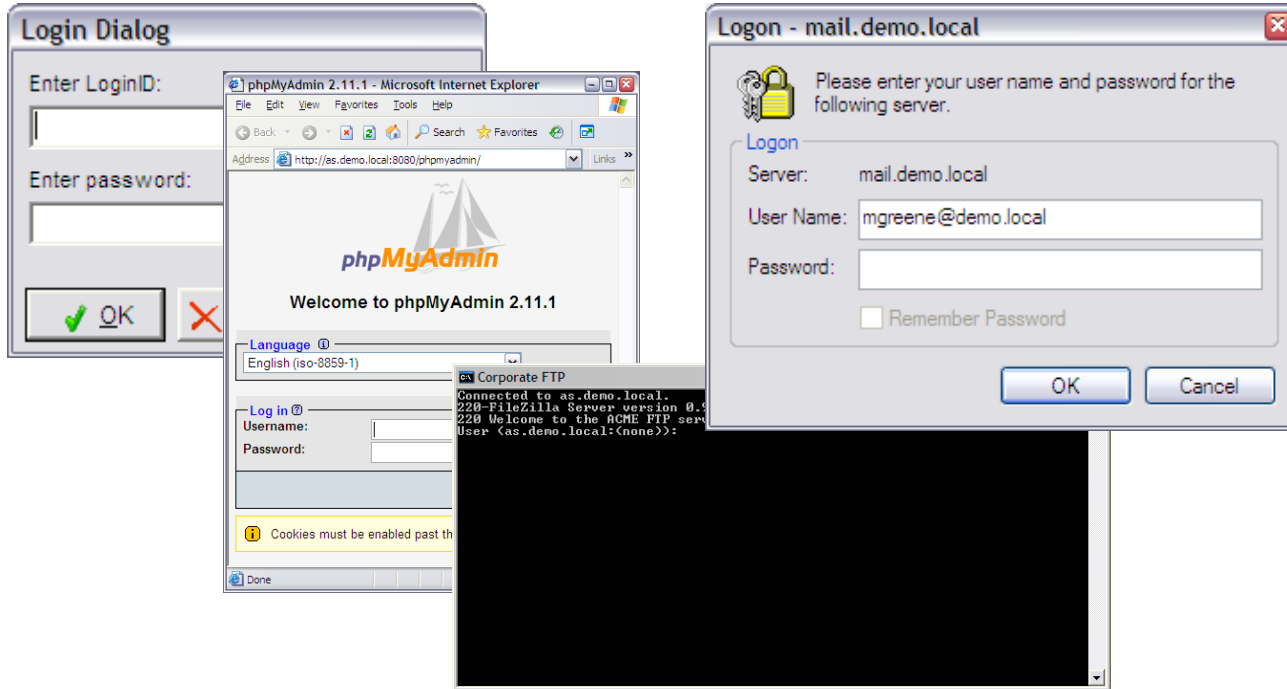 Login Dialog
Enter LoginID:
Enter password:
OK
phpMyAdmin 2.11.1 - Microsoft Internet Explorer
File Edit View Favorites Tools Help
Back Search Favorites
Address http://as.demo.local:8080/phpmyadmin/ Links »
phpMyAdmin
Welcome to phpMyAdmin 2.11.1
Language
English (iso-8859-1)
Log in
Username:
Password:
Cookies must be enabled past th
Done
Corporate FTP
Connected to as.demo.local.
220-FileZilla Server version 0.9
220 Welcome to the ACME FTP serv
User (as.demo.local:(none)):
Logon - mail.demo.local
Please enter your user name and password for the
following server.
Logon
Server: mail.demo.local
User Name: mgreene@demo.local
Password:
Remember Password
OK Cancel